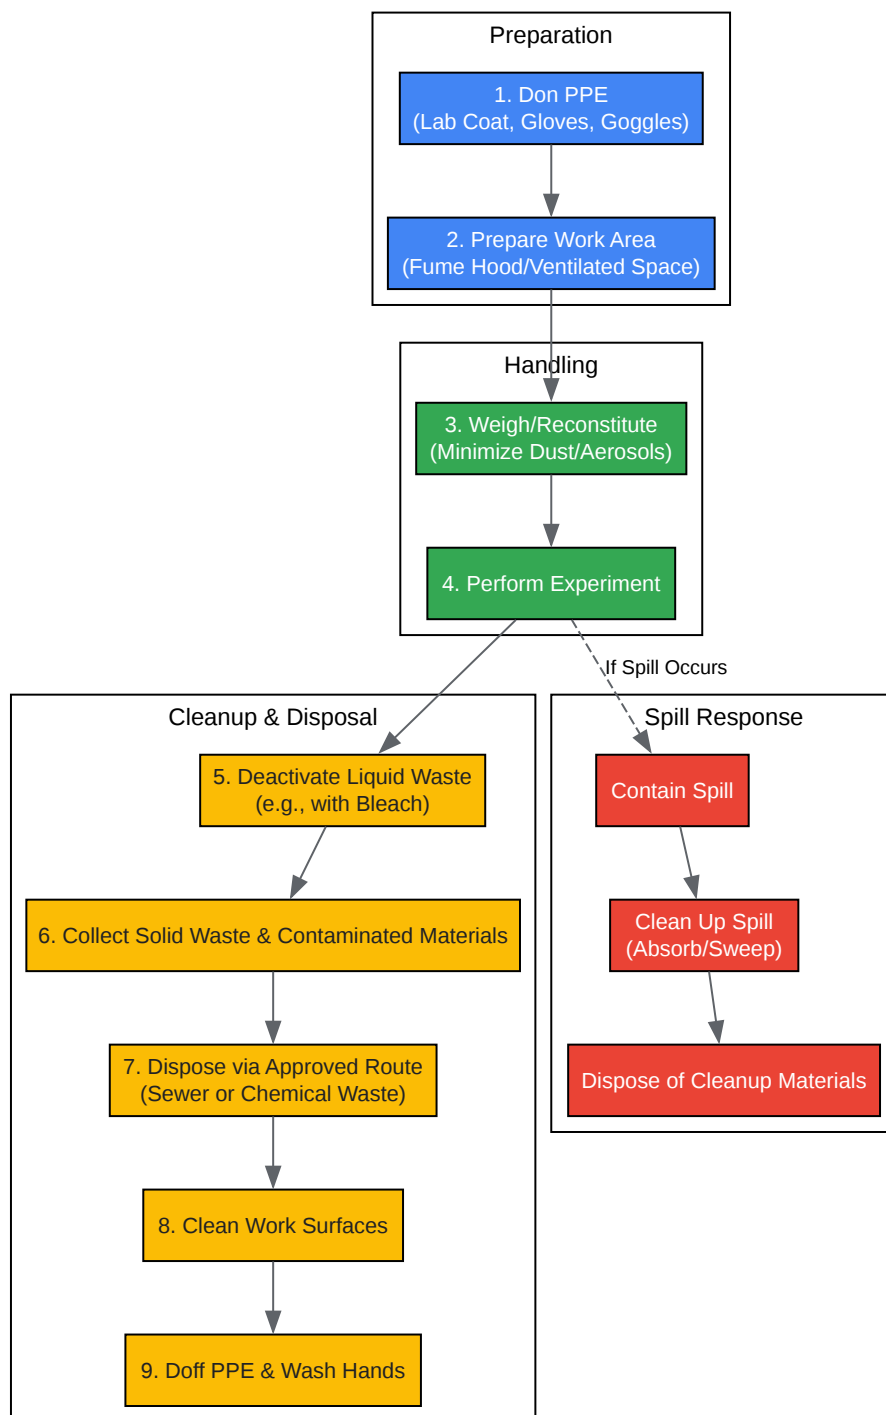 Preparation
1. Don PPE
(Lab Coat, Gloves, Goggles)
2. Prepare Work Area
(Fume Hood/Ventilated Space)
Handling
3. Weigh/Reconstitute
(Minimize Dust/Aerosols)
4. Perform Experiment
If Spill Occurs
Cleanup & Disposal
5. Deactivate Liquid Waste
(e.g., with Bleach)
6. Collect Solid Waste & Contaminated Materials
7. Dispose via Approved Route
(Sewer or Chemical Waste)
8. Clean Work Surfaces
9. Doff PPE & Wash Hands
Spill Response
Contain Spill
Clean Up Spill
(Absorb/Sweep)
Dispose of Cleanup Materials